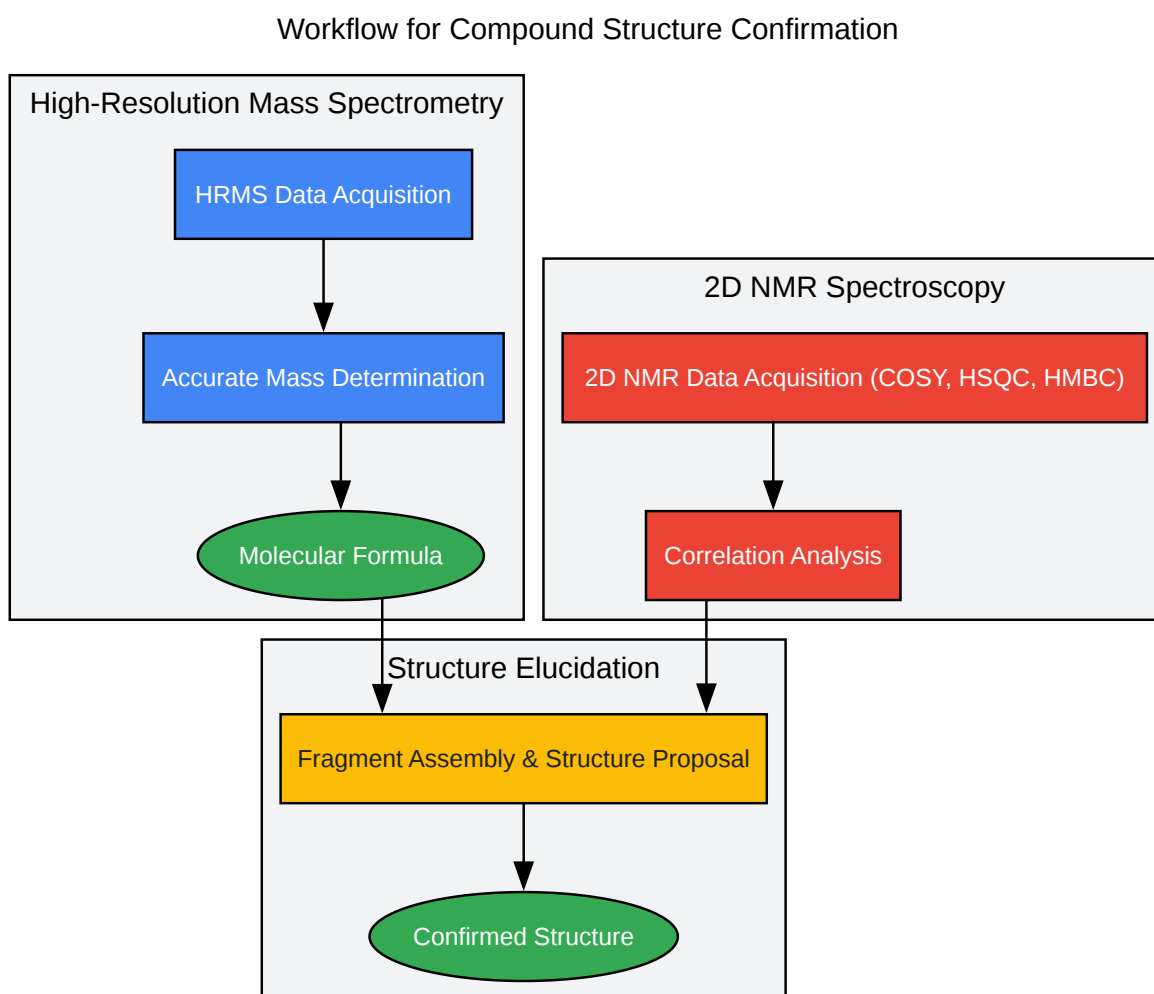 Workflow for Compound Structure Confirmation
High-Resolution Mass Spectrometry
HRMS Data Acquisition
Accurate Mass Determination
Molecular Formula
2D NMR Spectroscopy
2D NMR Data Acquisition (COSY, HSQC, HMBC)
Correlation Analysis
Structure Elucidation
Fragment Assembly & Structure Proposal
Confirmed Structure